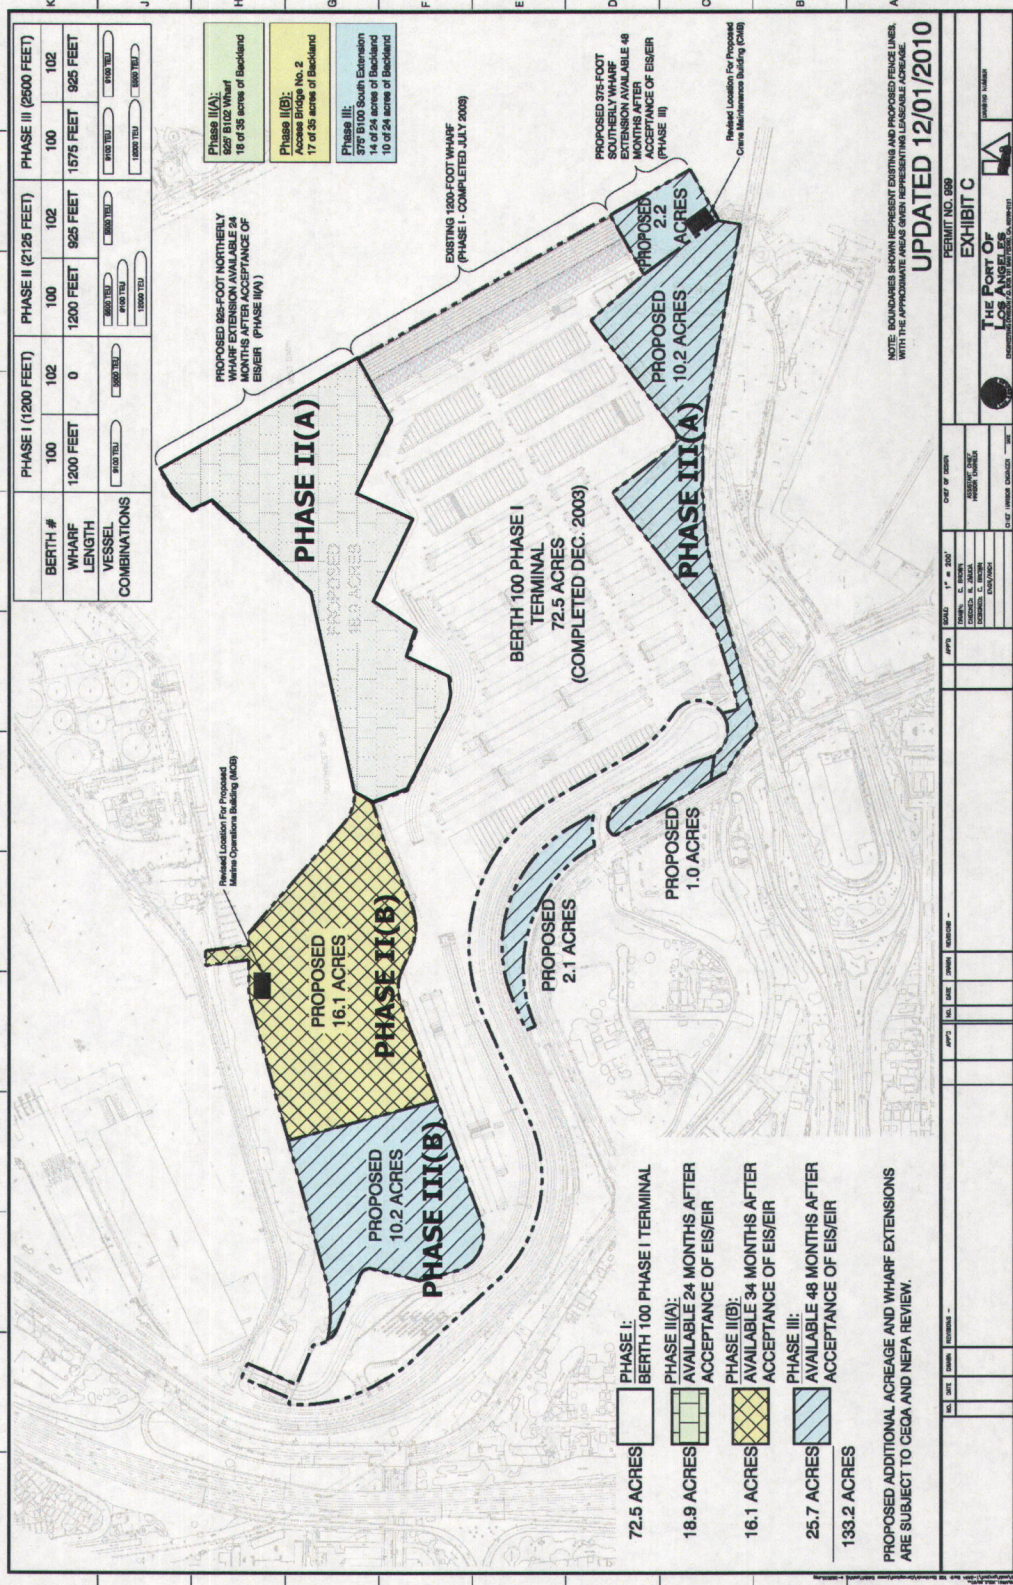 PHASE I (1200 FEET)
PHASE II (2125 FEET)
PHASE III (2500 FEET)
BERTH #
100
102
100
102
100
102
WHARF
LENGTH
1200 FEET
0
1200 FEET
925 FEET
1575 FEET
925 FEET
VESSEL
COMBINATIONS
9100 TEU
Phase II(A):
925' B102 Wharf
18 of 35 acres of Backland
Phase II(B):
Access Bridge No. 2
17 of 35 acres of Backland
Phase III:
375' B100 South Extension
14 of 24 acres of Backland
10 of 24 acres of Backland
PROPOSED 925-FOOT NORTHERLY
WHARF EXTENSION AVAILABLE 24
MONTHS AFTER ACCEPTANCE OF
EIS/EIR (PHASE II(A))
EXISTING 1200-FOOT WHARF
(PHASE I - COMPLETED JULY 2003)
PROPOSED 375-FOOT
SOUTHERLY WHARF
EXTENSION AVAILABLE 48
MONTHS AFTER
ACCEPTANCE OF EIS/EIR
(PHASE III)
Revised Location For Proposed
Crane Maintenance Building (CMB)
Revised Location For Proposed
Marine Operations Building (MOB)
PHASE II(A)
PROPOSED
18.9 ACRES
PROPOSED
16.1 ACRES
PHASE II(B)
PROPOSED
10.2 ACRES
PHASE III(B)
BERTH 100 PHASE I
TERMINAL
72.5 ACRES
(COMPLETED DEC. 2003)
PROPOSED
2.2
ACRES
PROPOSED
10.2 ACRES
PHASE III(A)
PROPOSED
2.1 ACRES
PROPOSED
1.0 ACRES
72.5 ACRES
PHASE I:
BERTH 100 PHASE I TERMINAL
18.9 ACRES
PHASE II(A):
AVAILABLE 24 MONTHS AFTER
ACCEPTANCE OF EIS/EIR
16.1 ACRES
PHASE II(B):
AVAILABLE 34 MONTHS AFTER
ACCEPTANCE OF EIS/EIR
25.7 ACRES
PHASE III:
AVAILABLE 48 MONTHS AFTER
ACCEPTANCE OF EIS/EIR
133.2 ACRES
PROPOSED ADDITIONAL ACREAGE AND WHARF EXTENSIONS
ARE SUBJECT TO CEQA AND NEPA REVIEW.
NOTE: BOUNDARIES SHOWN REPRESENT EXISTING AND PROPOSED FENCE LINES,
WITH THE APPROXIMATE AREAS GIVEN REPRESENTING LEASEABLE ACREAGE.
UPDATED 12/01/2010
PERMIT NO. 999
EXHIBIT C
THE PORT OF
LOS ANGELES
SCALE: 1" = 200'
K
J
H
G
F
E
D
C
B
A